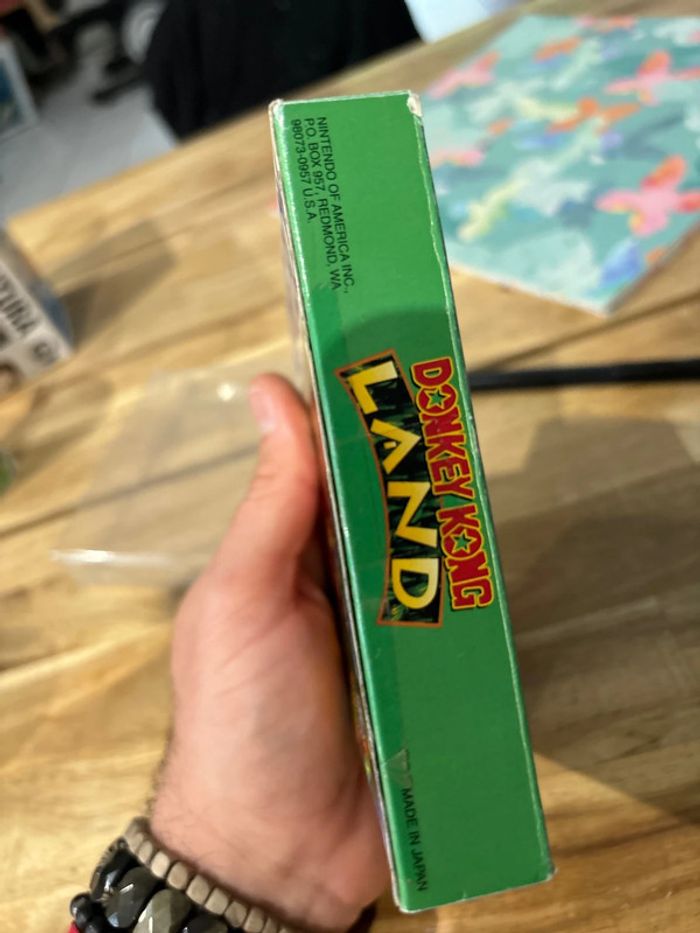 NINTENDO OF AMERICA INC.,
P.O. BOX 957, REDMOND, WA
98073-0957 U.S.A.
DONKEY KONG
LAND
MADE IN JAPAN